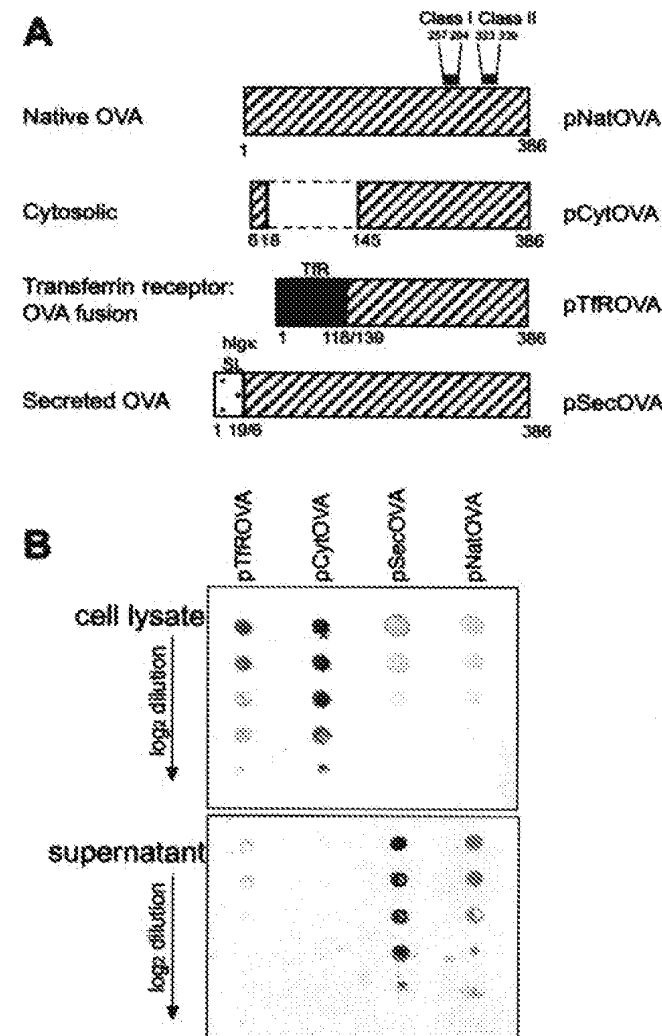 A
Class I Class II
257 264 323 339
Native OVA
pNatOVA
1
386
Cytosolic
pCytOVA
145
386
TfR
Transferrin receptor:
OVA fusion
pTfROVA
1
118/139
386
Secreted OVA
pSecOVA
1 19/6
386
B
pTfROVA
pCytOVA
pSecOVA
pNatOVA
cell lysate
log2 dilution
supernatant
log2 dilution